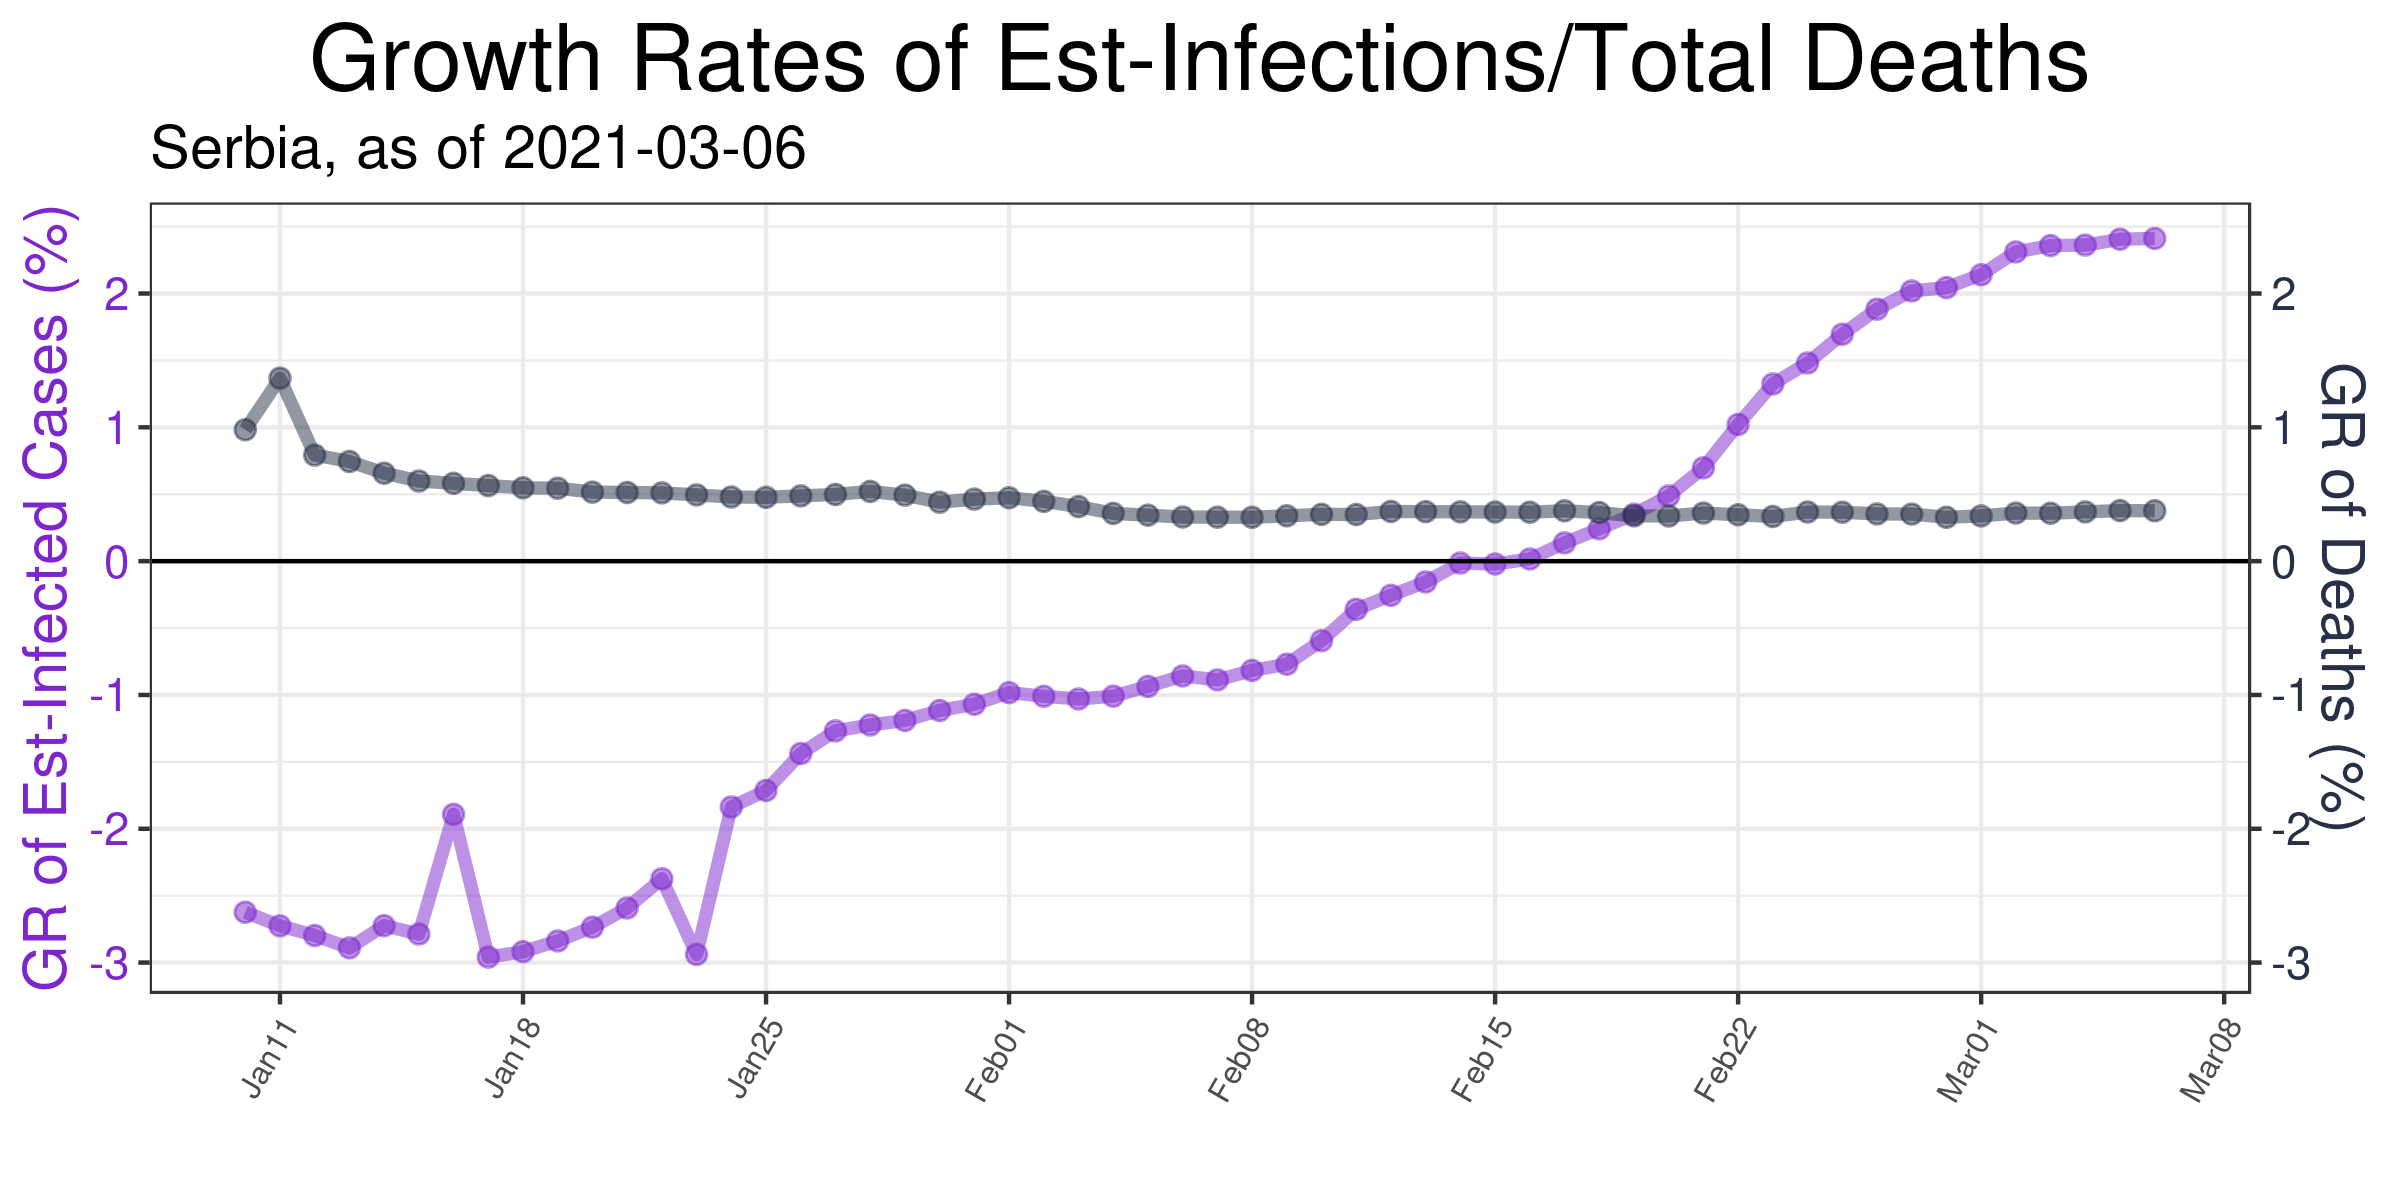 Growth Rates of Est-Infections/Total Deaths
Serbia, as of 2021-03-06
GR of Est-Infected Cases (%)
2
1
0
-1
-2
-3
2
1
0
-1
-2
-3
GR of Deaths (%)
Jan11
Jan18
Jan25
Feb01
Feb08
Feb15
Feb22
Mar01
Mar08